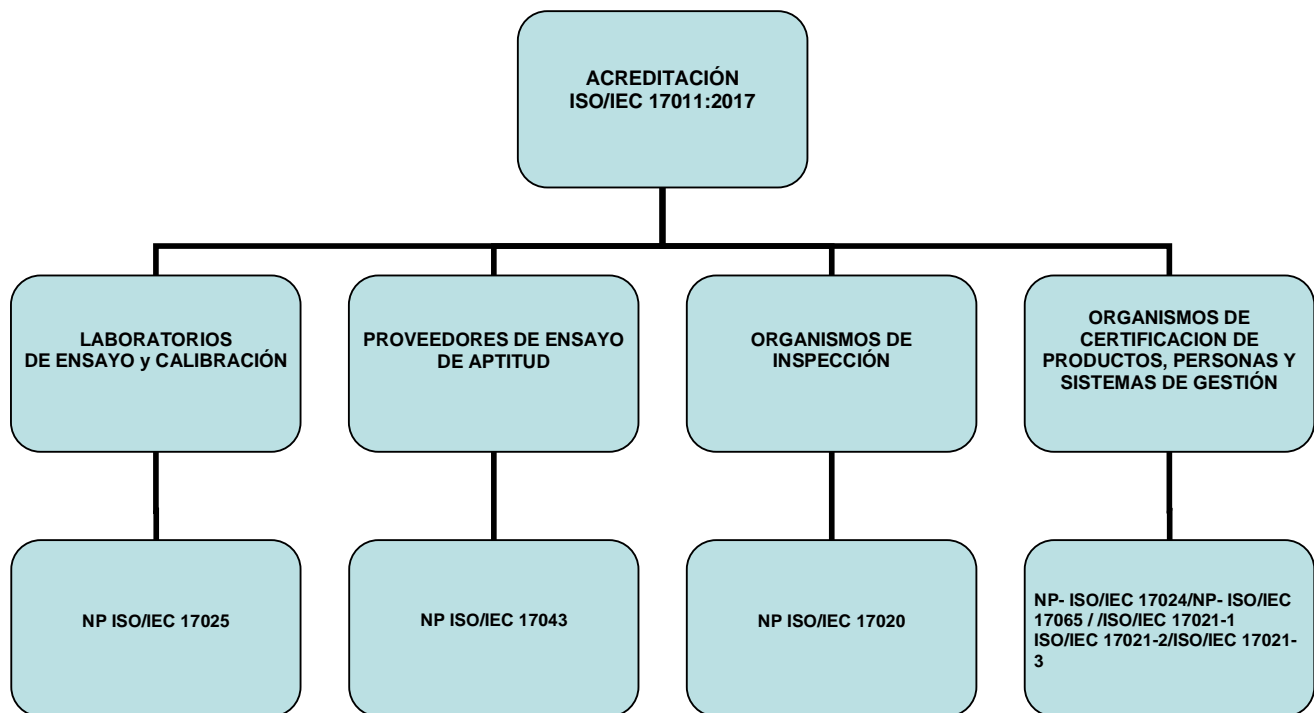 ACREDITACIÓN
ISO/IEC 17011:2017
LABORATORIOS
DE ENSAYO y CALIBRACIÓN
PROVEEDORES DE ENSAYO
DE APTITUD
ORGANISMOS DE
INSPECCIÓN
ORGANISMOS DE
CERTIFICACION DE
PRODUCTOS, PERSONAS Y
SISTEMAS DE GESTIÓN
NP ISO/IEC 17025
NP ISO/IEC 17043
NP ISO/IEC 17020
NP- ISO/IEC 17024/NP- ISO/IEC
17065 / /ISO/IEC 17021-1
ISO/IEC 17021-2/ISO/IEC 17021-
3